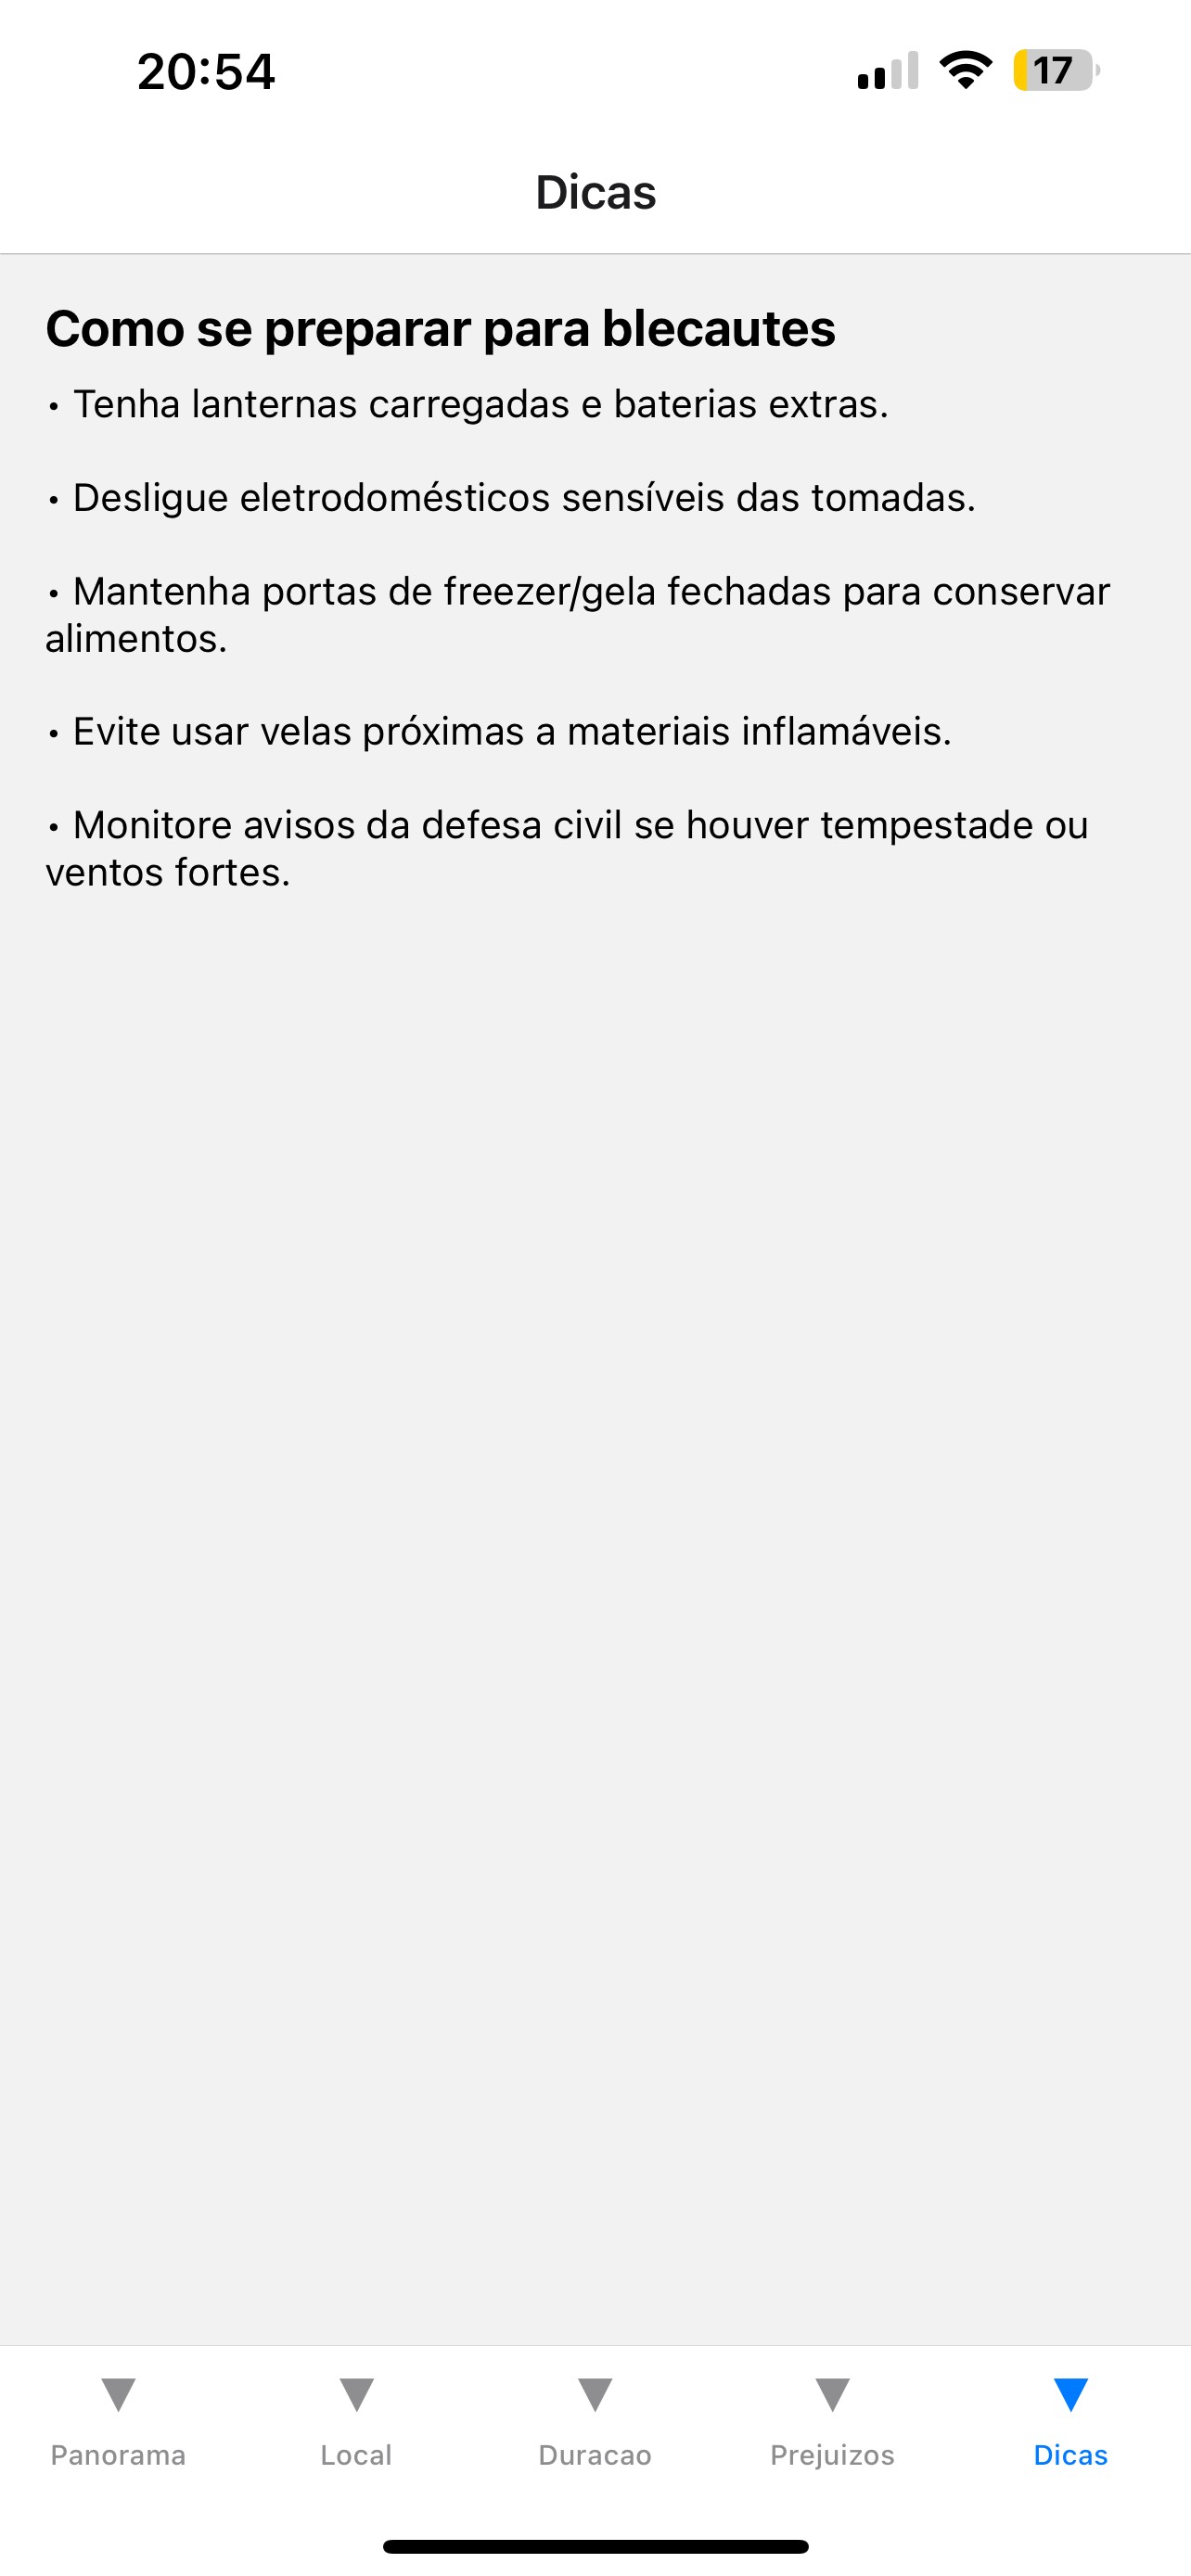 20:54
17
Dicas
Como se preparar para blecautes
• Tenha lanternas carregadas e baterias extras.
• Desligue eletrodomésticos sensíveis das tomadas.
• Mantenha portas de freezer/gela fechadas para conservar
alimentos.
• Evite usar velas próximas a materiais inflamáveis.
• Monitore avisos da defesa civil se houver tempestade ou
ventos fortes.
Panorama
Local
Duracao
Prejuizos
Dicas